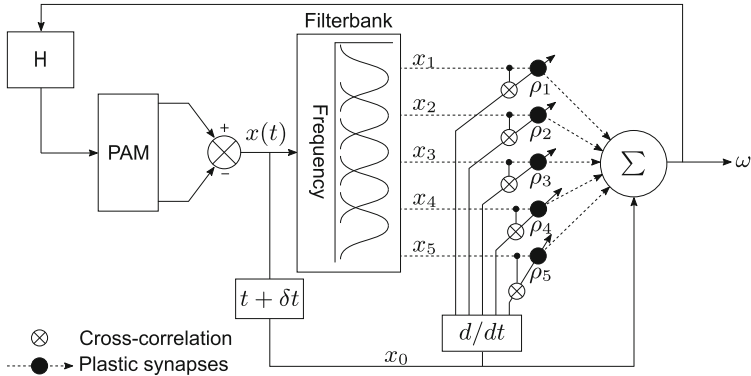 Filterbank
H
PAM
+
−
x(t)
Frequency
x₁
x₂
x₃
x₄
x₅
ρ₁
ρ₂
ρ₃
ρ₄
ρ₅
Σ
ω
t + δt
d/dt
x₀
Cross-correlation
Plastic synapses